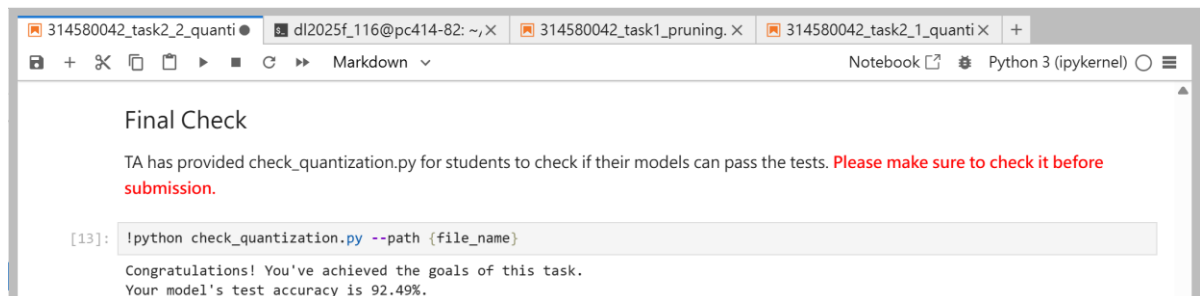 314580042_task2_2_quanti
dl2025f_116@pc414-82: ~/
314580042_task1_pruning.
314580042_task2_1_quanti
Markdown
Notebook
Python 3 (ipykernel)
Final Check
TA has provided check_quantization.py for students to check if their models can pass the tests. Please make sure to check it before
submission.
[13]: !python check_quantization.py --path {file_name}
Congratulations! You've achieved the goals of this task.
Your model's test accuracy is 92.49%.